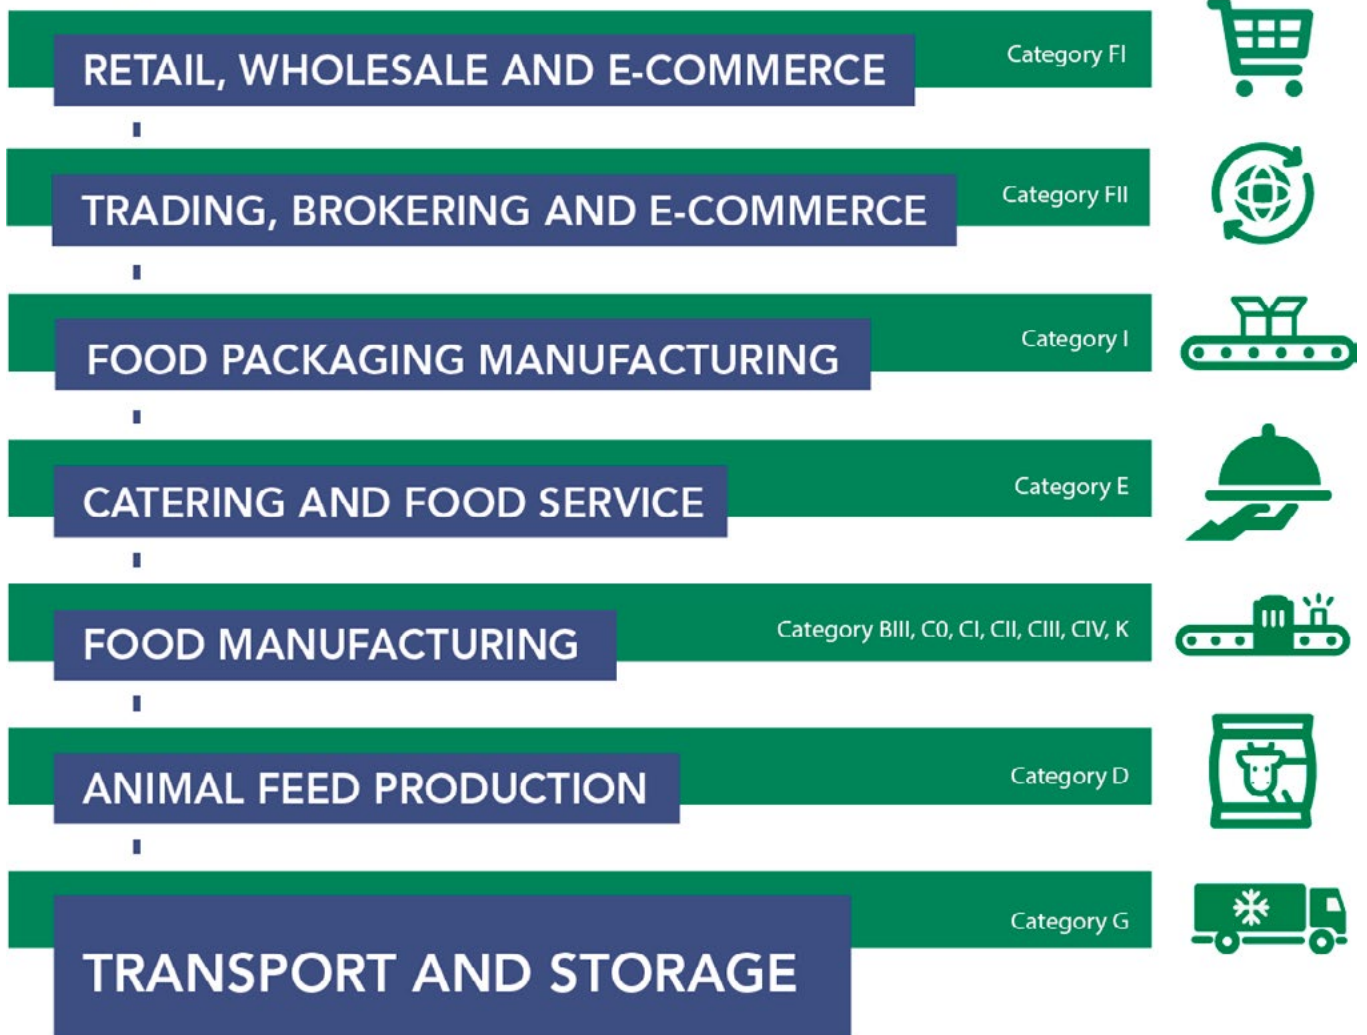 RETAIL, WHOLESALE AND E-COMMERCE
Category FI
TRADING, BROKERING AND E-COMMERCE
Category FII
FOOD PACKAGING MANUFACTURING
Category I
CATERING AND FOOD SERVICE
Category E
FOOD MANUFACTURING
Category BIII, C0, CI, CII, CIII, CIV, K
ANIMAL FEED PRODUCTION
Category D
TRANSPORT AND STORAGE
Category G